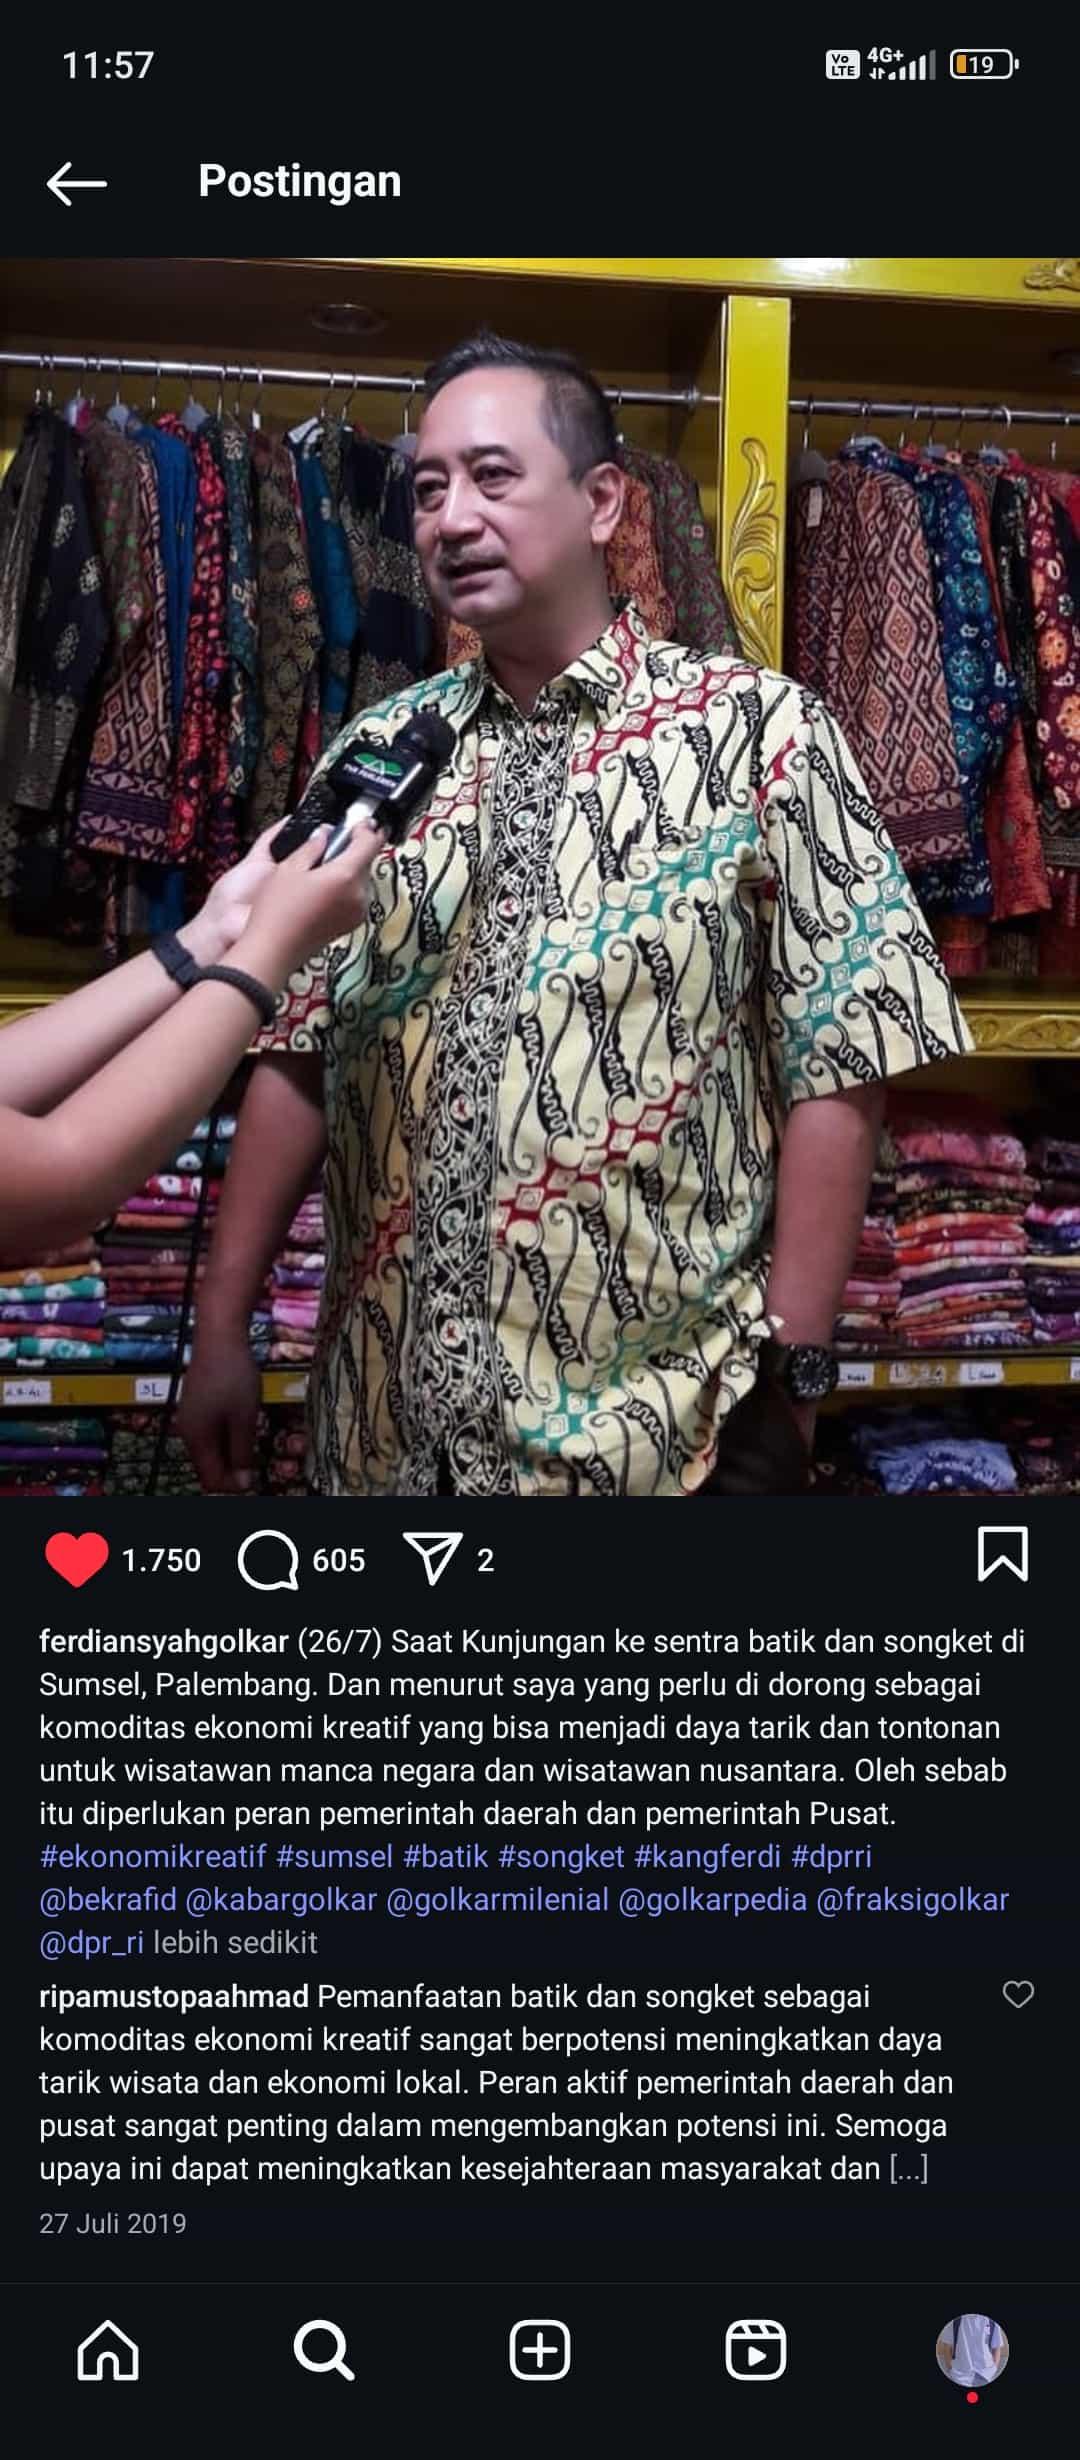 11:57
Vo LTE 4G+ 19
Postingan
3L
1.750 605 2
ferdiansyahgolkar (26/7) Saat Kunjungan ke sentra batik dan songket di
Sumsel, Palembang. Dan menurut saya yang perlu di dorong sebagai
komoditas ekonomi kreatif yang bisa menjadi daya tarik dan tontonan
untuk wisatawan manca negara dan wisatawan nusantara. Oleh sebab
itu diperlukan peran pemerintah daerah dan pemerintah Pusat.
#ekonomikreatif #sumsel #batik #songket #kangferdi #dprri
@bekrafid @kabargolkar @golkarmilenial @golkarpedia @fraksigolkar
@dpr_ri lebih sedikit
ripamustopaahmad Pemanfaatan batik dan songket sebagai
komoditas ekonomi kreatif sangat berpotensi meningkatkan daya
tarik wisata dan ekonomi lokal. Peran aktif pemerintah daerah dan
pusat sangat penting dalam mengembangkan potensi ini. Semoga
upaya ini dapat meningkatkan kesejahteraan masyarakat dan [...]
27 Juli 2019